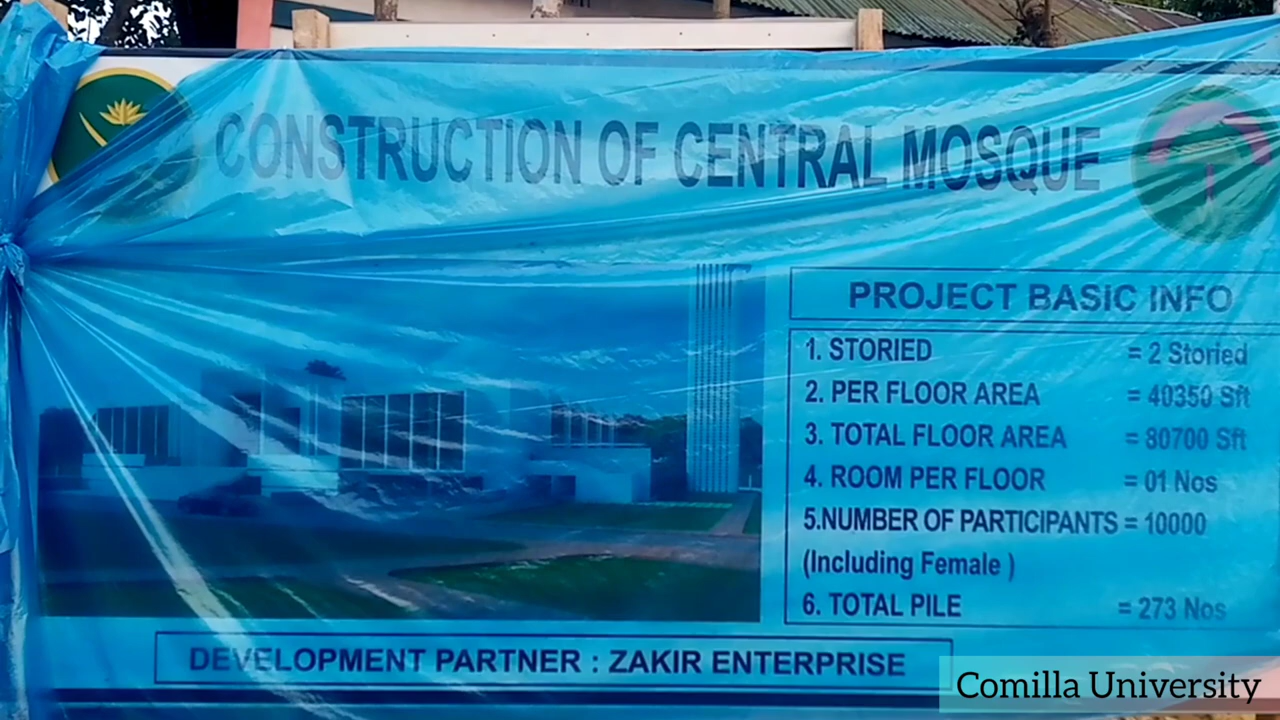 CONSTRUCTION OF CENTRAL MOSQUE
PROJECT BASIC INFO
1. STORIED = 2 Storied
2. PER FLOOR AREA = 40350 Sft
3. TOTAL FLOOR AREA = 80700 Sft
4. ROOM PER FLOOR = 01 Nos
5.NUMBER OF PARTICIPANTS = 10000
(Including Female )
6. TOTAL PILE = 273 Nos
DEVELOPMENT PARTNER : ZAKIR ENTERPRISE
Comilla University